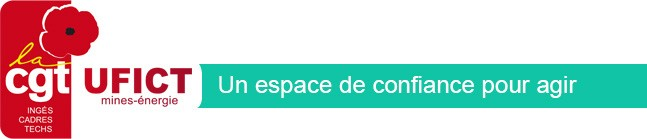 la
cgt
INGÉS
CADRES
TECHS
UFICT
mines-énergie
Un espace de confiance pour agir